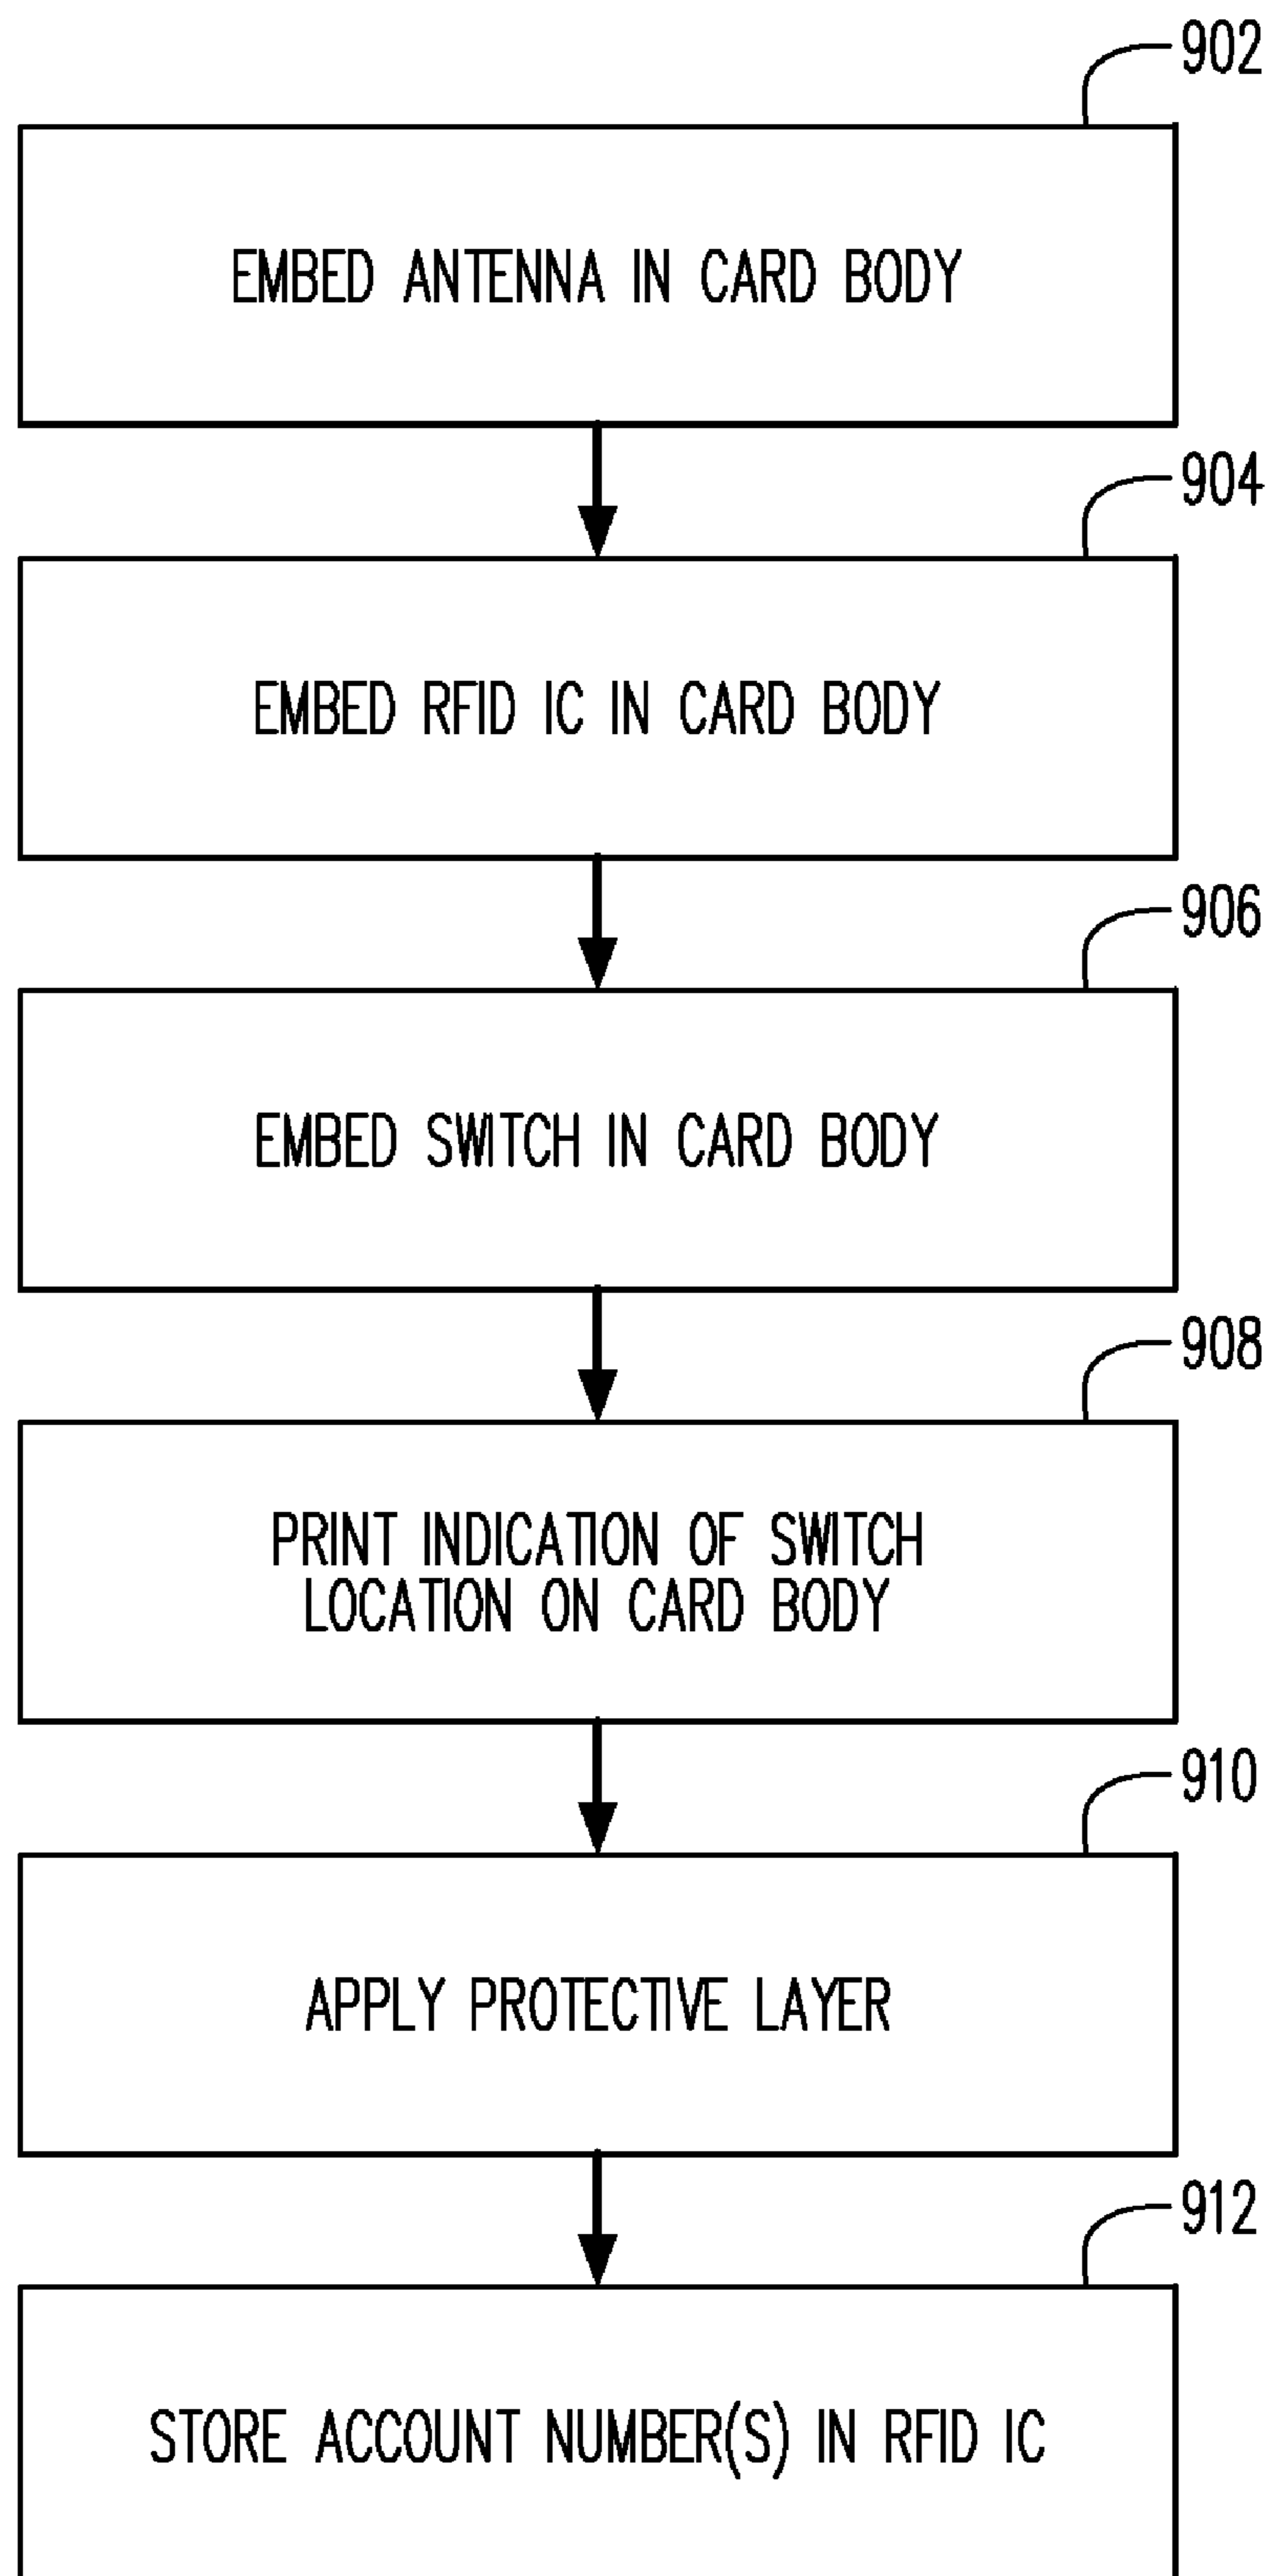 902
EMBED ANTENNA IN CARD BODY
904
EMBED RFID IC IN CARD BODY
906
EMBED SWITCH IN CARD BODY
908
PRINT INDICATION OF SWITCH
LOCATION ON CARD BODY
910
APPLY PROTECTIVE LAYER
912
STORE ACCOUNT NUMBER(S) IN RFID IC